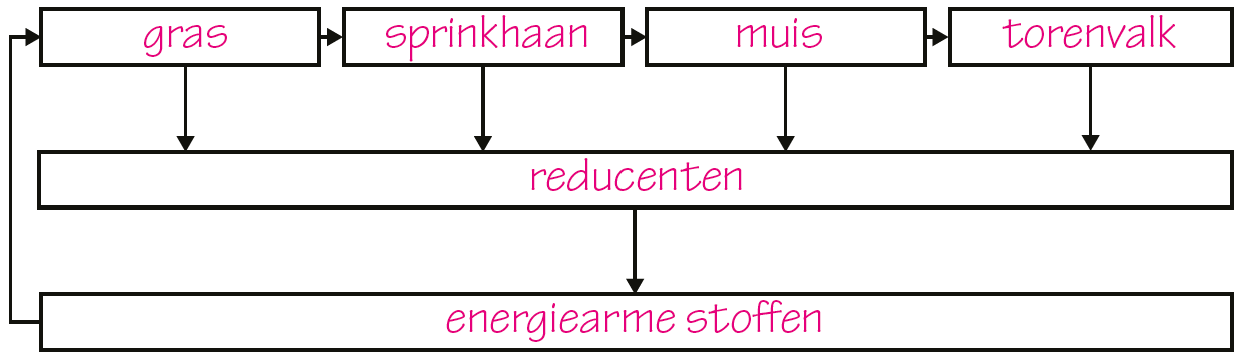 gras sprinkhaan muis torenvalk
reducenten
energiearme stoffen